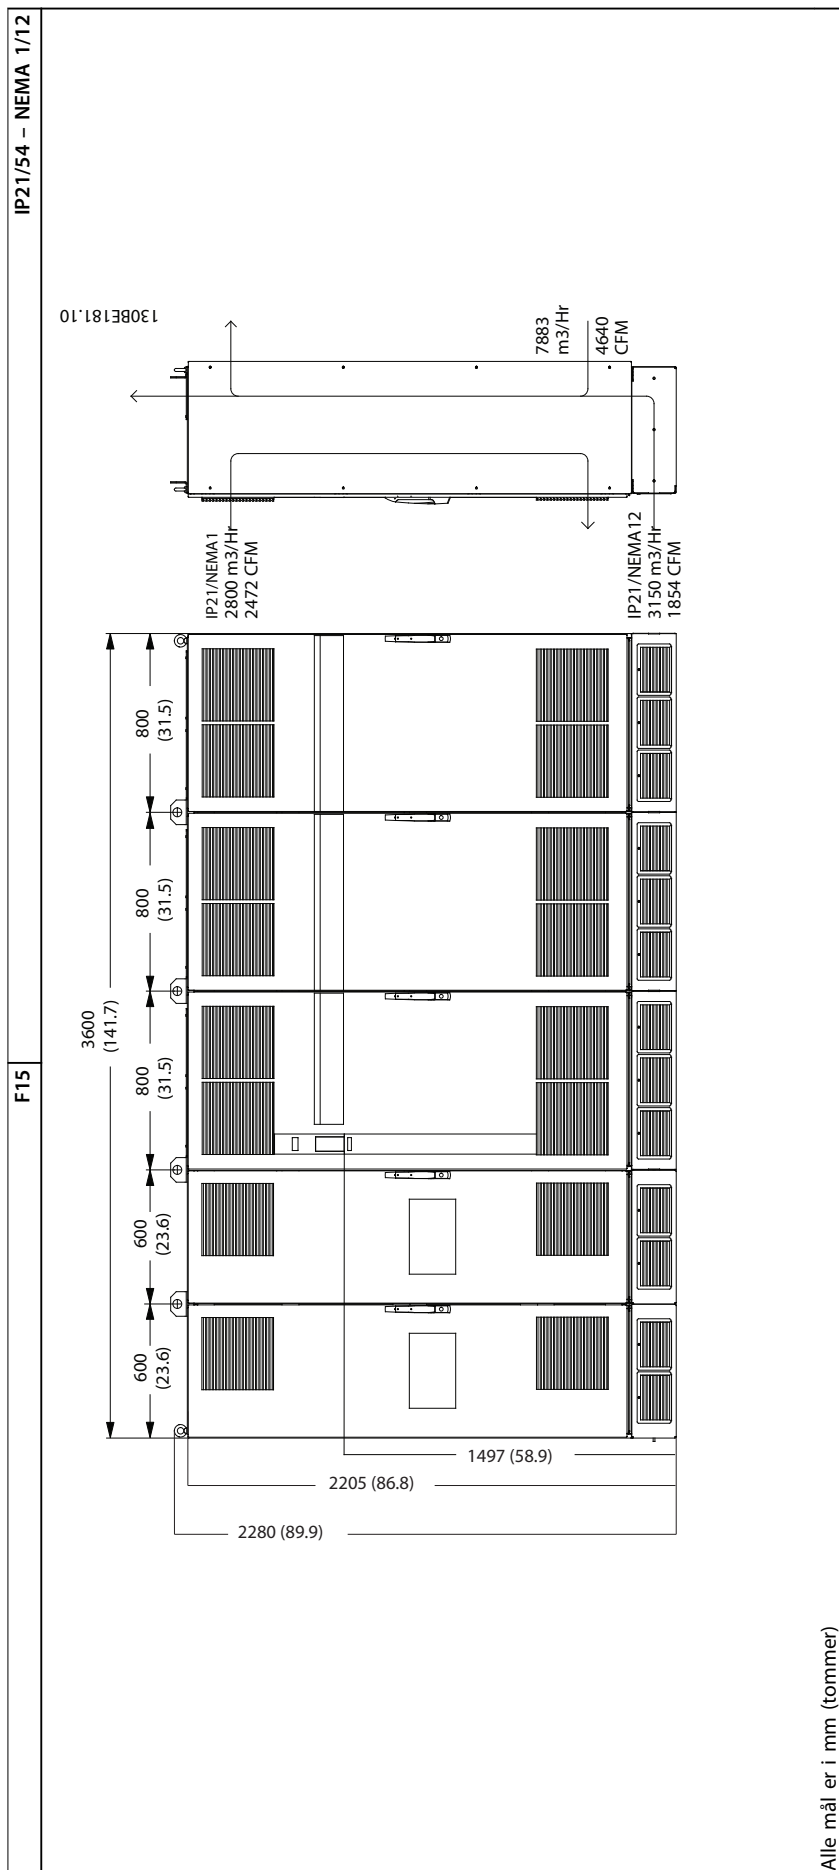 F15
IP21/54 – NEMA 1/12
130BE181.10
3600
(141.7)
600
(23.6)
600
(23.6)
800
(31.5)
800
(31.5)
800
(31.5)
IP21/NEMA1
2800 m3/Hr
2472 CFM
7883
m3/Hr
4640
CFM
IP21/NEMA12
3150 m3/Hr
1854 CFM
1497 (58.9)
2205 (86.8)
2280 (89.9)
Alle mål er i mm (tommer)